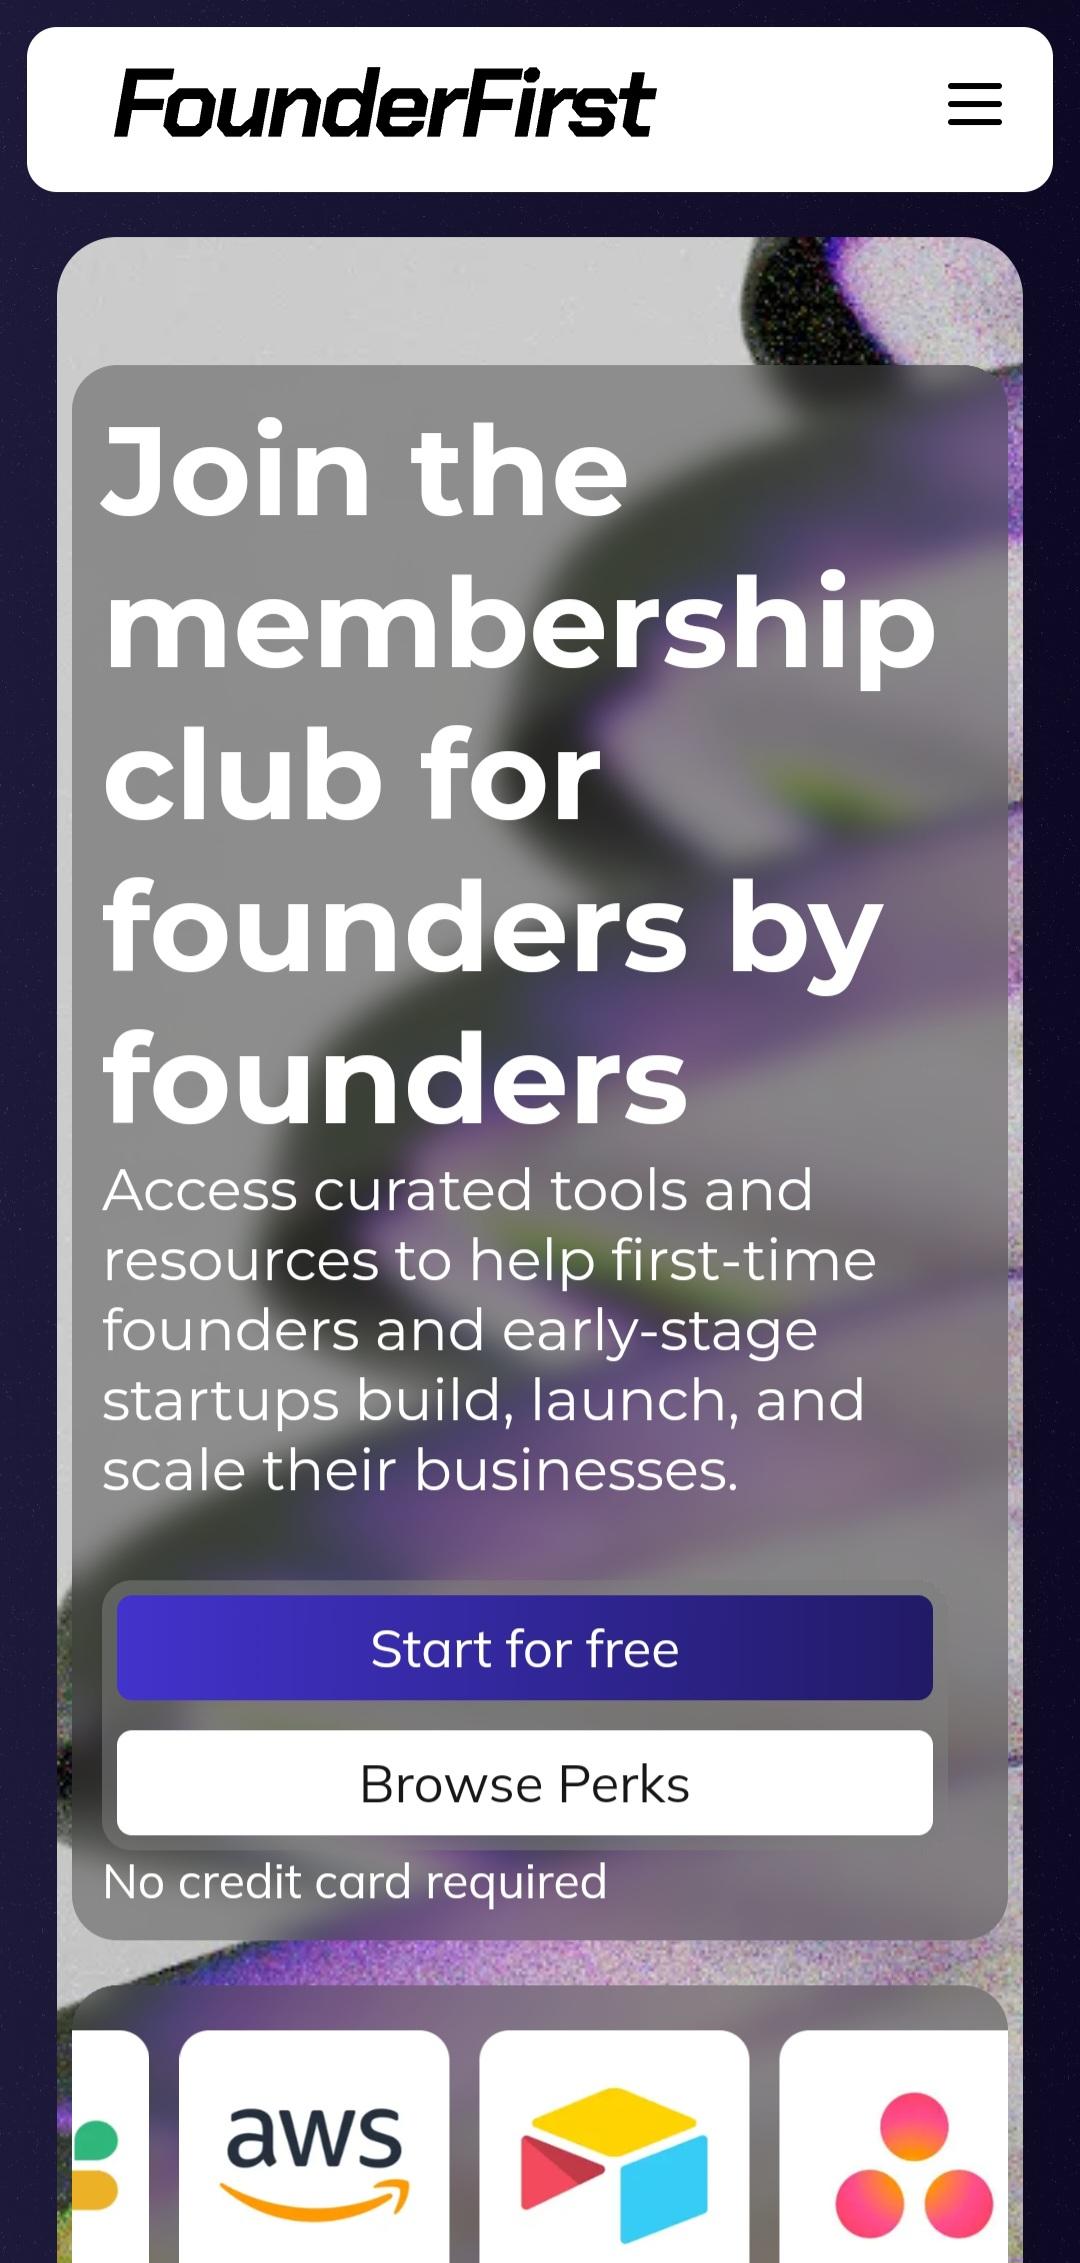 FounderFirst
Join the
membership
club for
founders by
founders
Access curated tools and
resources to help first-time
founders and early-stage
startups build, launch, and
scale their businesses.
Start for free
Browse Perks
No credit card required
aws